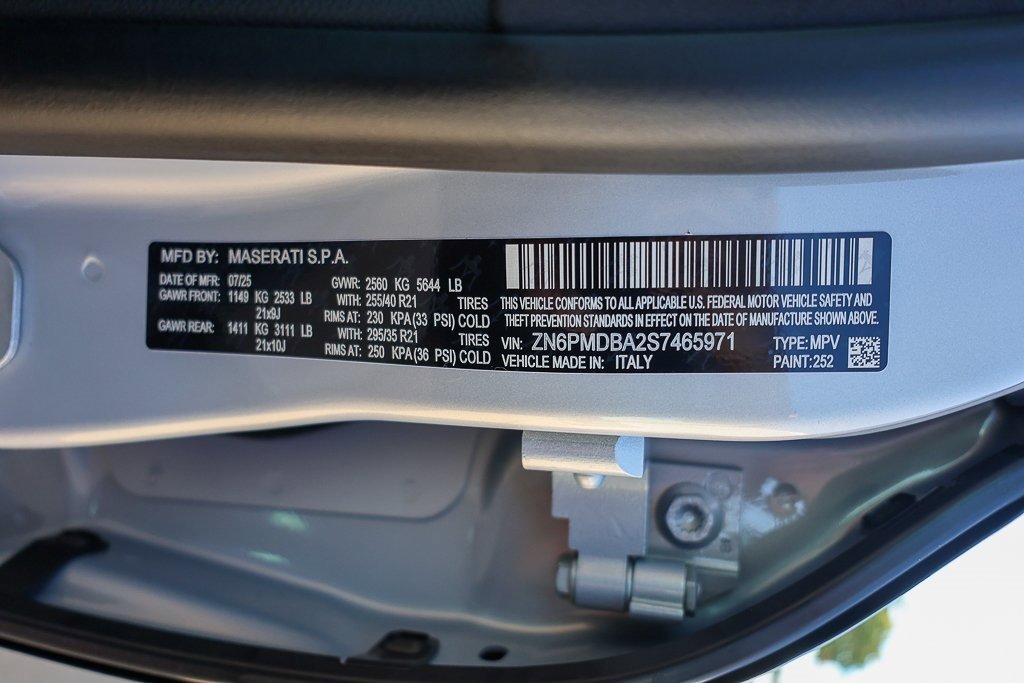 MFD BY: MASERATI S.P.A.
DATE OF MFR: 07/25 GVWR: 2560 KG 5644 LB
GAWR FRONT: 1149 KG 2533 LB WITH: 255/40 R21 TIRES
21x9J RIMS AT: 230 KPA (33 PSI) COLD
GAWR REAR: 1411 KG 3111 LB WITH: 295/35 R21 TIRES
21x10J RIMS AT: 250 KPA (36 PSI) COLD
THIS VEHICLE CONFORMS TO ALL APPLICABLE U.S. FEDERAL MOTOR VEHICLE SAFETY AND
THEFT PREVENTION STANDARDS IN EFFECT ON THE DATE OF MANUFACTURE SHOWN ABOVE.
VIN: ZN6PMDBA2S7465971 TYPE: MPV
VEHICLE MADE IN: ITALY PAINT: 252
8